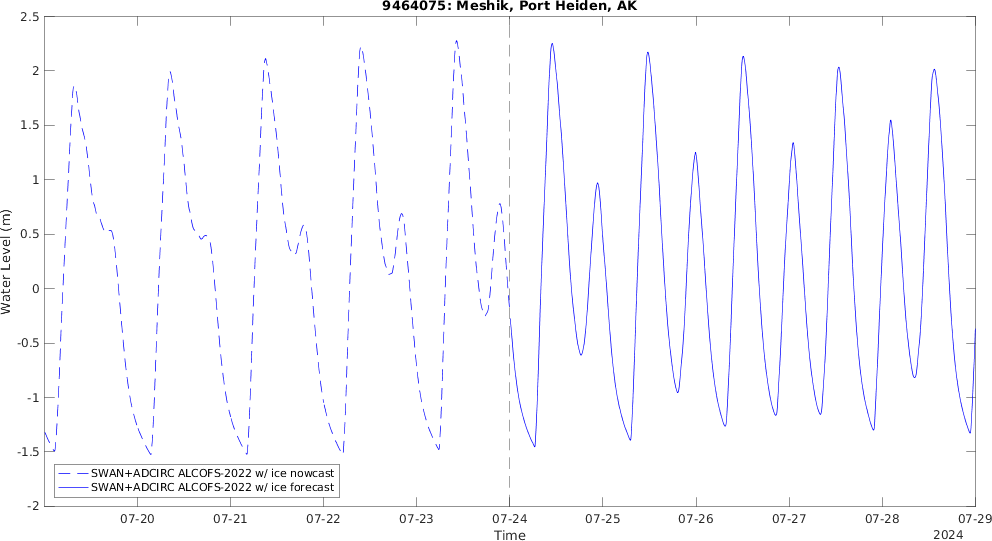 9464075: Meshik, Port Heiden, AK
2.5
2
1.5
1
0.5
0
-0.5
-1
-1.5
-2
Water Level (m)
SWAN+ADCIRC ALCOFS-2022 w/ ice nowcast
SWAN+ADCIRC ALCOFS-2022 w/ ice forecast
07-20 07-21 07-22 07-23 07-24 07-25 07-26 07-27 07-28 07-29
Time
2024